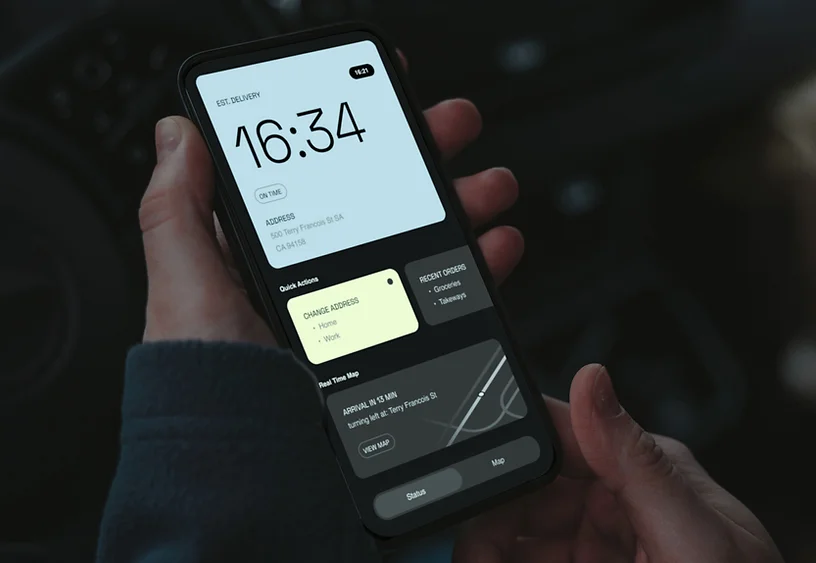 16:21
EST. DELIVERY
16:34
ON TIME
ADDRESS
500 Terry Francois St SA
CA 94158
Quick Actions
CHANGE ADDRESS
• Home
• Work
RECENT ORDERS
• Groceries
• Takeways
Real Time Map
ARRIVAL IN 13 MIN
turning left at: Terry Francois St
VIEW MAP
Status
Map